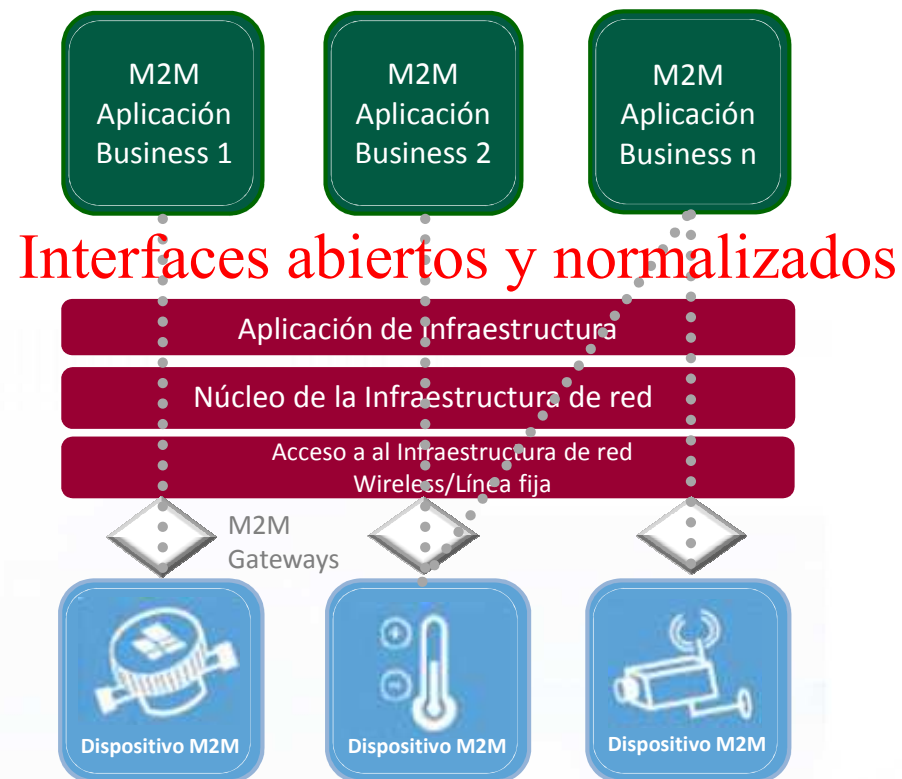 M2M
Aplicación
Business 1
M2M
Aplicación
Business 2
M2M
Aplicación
Business n
Interfaces abiertos y normalizados
Aplicación de Infraestructura
Núcleo de la Infraestructura de red
Acceso a al Infraestructura de red
Wireless/Línea fija
M2M
Gateways
Dispositivo M2M
Dispositivo M2M
Dispositivo M2M